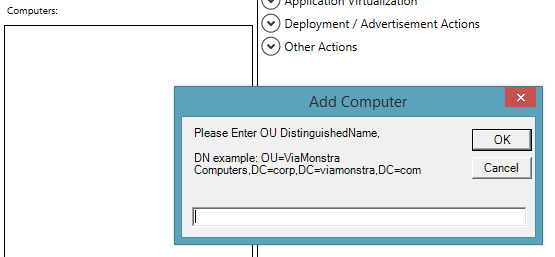 Computers:
Application Virtualization
Deployment / Advertisement Actions
Other Actions
Add Computer
Please Enter OU DistinguishedName,
DN example: OU=ViaMonstra
Computers,DC=corp,DC=viamonstra,DC=com
OK
Cancel